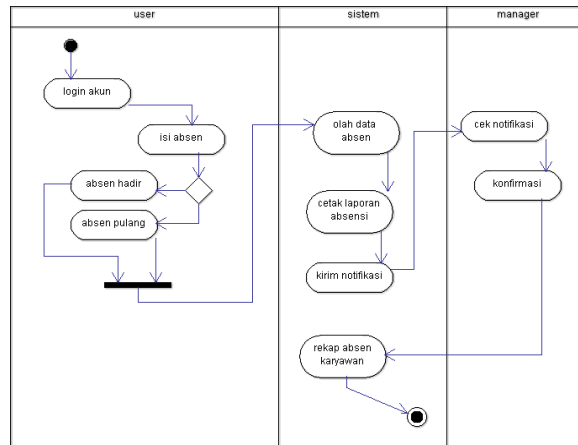 user
sistem
manager
login akun
isi absen
absen hadir
absen pulang
olah data
absen
cetak laporan
absensi
kirim notifikasi
cek notifikasi
konfirmasi
rekap absen
karyawan